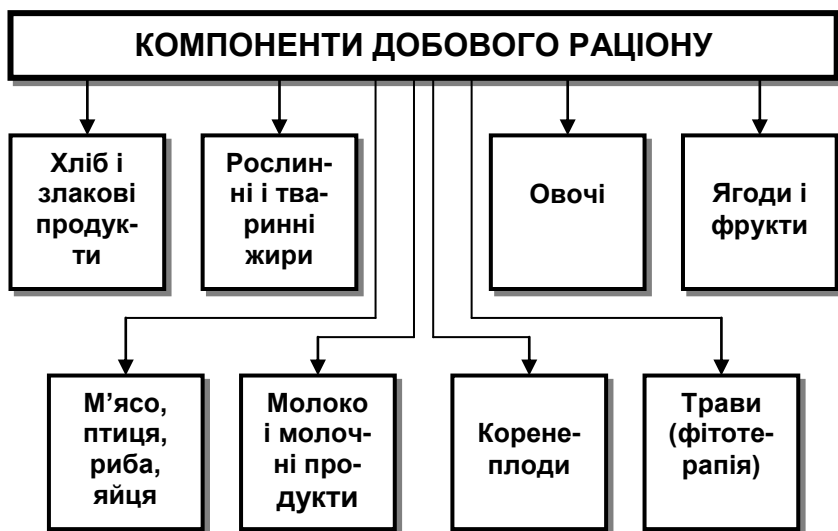 КОМПОНЕНТИ ДОБОВОГО РАЦІОНУ
Хліб і
злакові
продук-
ти
Рослин-
ні і тва-
ринні
жири
Овочі
Ягоди і
фрукти
М’ясо,
птиця,
риба,
яйця
Молоко
і молоч-
ні про-
дукти
Корене-
плоди
Трави
(фітоте-
рапія)